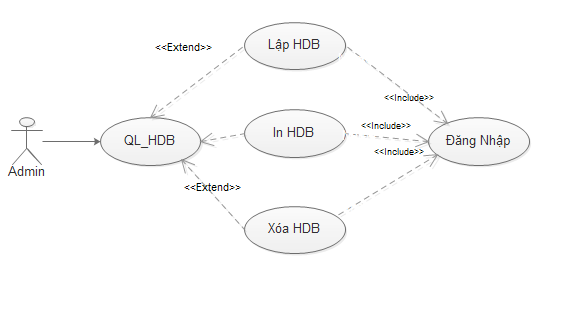 Lập HDB
<<Extend>>
<<Include>>
In HDB
<<Include>>
QL_HDB
Đăng Nhập
<<Include>>
Admin
<<Extend>>
Xóa HDB